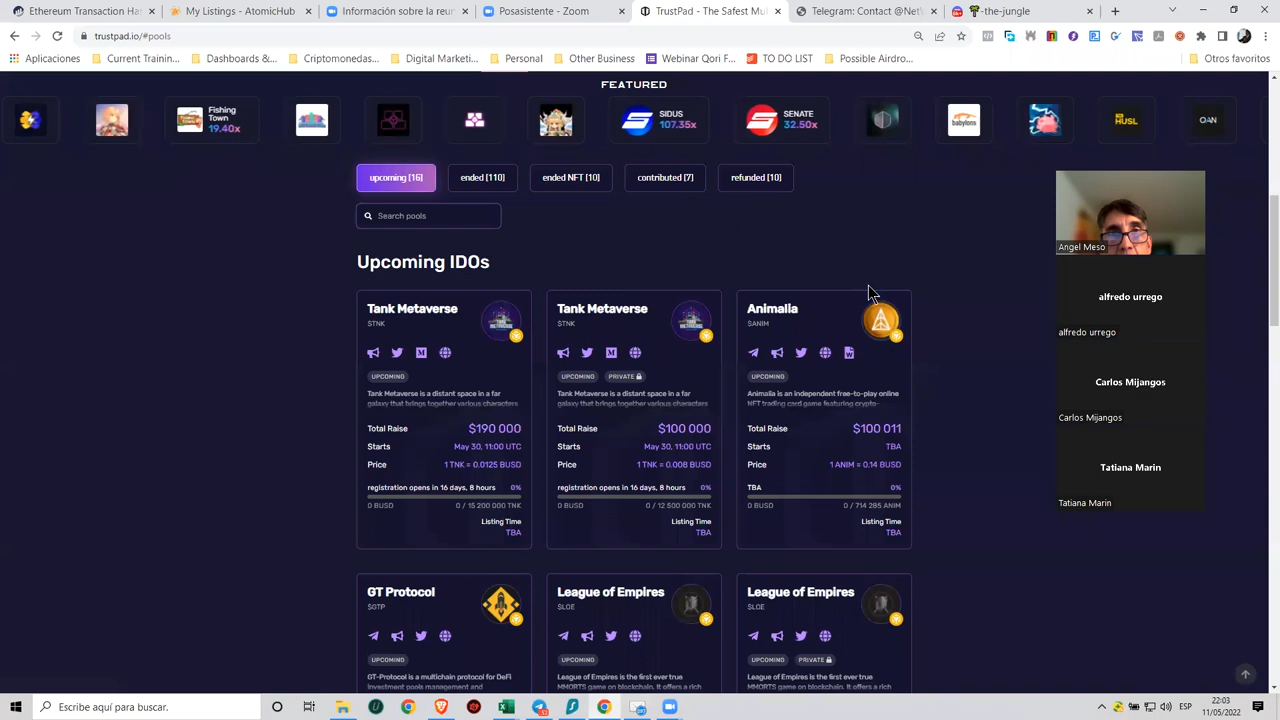 Ethereum Transaction Ha
My Listings - AtomicHub
Información sobre la reur
Posasistente - Zoom
TrustPad - The Safest Mul
Telegram: Contact @Net
-the-jungle
trustpad.io/#pools
Aplicaciones
Current Trainin...
Dashboards &...
Criptomonedas...
Digital Marketi...
Personal
Other Business
Webinar Qori F...
TO DO LIST
Possible Airdro...
Otros favoritos
FEATURED
Fishing Town
19.40x
SIDUS
107.35x
SENATE
32.50x
babylons
HUSL
OAN
upcoming [16]
ended [110]
ended NFT [10]
contributed [7]
refunded [10]
Search pools
Upcoming IDOs
Tank Metaverse
$TNK
UPCOMING
Tank Metaverse is a distant space in a far
galaxy that brings together various characters
Total Raise $190 000
Starts May 30, 11:00 UTC
Price 1 TNK = 0.0125 BUSD
registration opens in 16 days, 8 hours 0%
0 BUSD 0 / 15 200 000 TNK
Listing Time
TBA
Tank Metaverse
$TNK
UPCOMING PRIVATE
Tank Metaverse is a distant space in a far
galaxy that brings together various characters
Total Raise $100 000
Starts May 30, 11:00 UTC
Price 1 TNK = 0.008 BUSD
registration opens in 16 days, 8 hours 0%
0 BUSD 0 / 12 500 000 TNK
Listing Time
TBA
Animalia
$ANIM
UPCOMING
Animalia is an independent free-to-play online
NFT trading card game featuring crypto-
Total Raise $100 011
Starts TBA
Price 1 ANIM = 0.14 BUSD
TBA 0%
0 BUSD 0 / 714 285 ANIM
Listing Time
TBA
GT Protocol
$GTP
UPCOMING
GT-Protocol is a multichain protocol for DeFi
investment pools management and
League of Empires
$LOE
UPCOMING
League of Empires is the first ever true
MMORTS game on blockchain. It offers a rich
League of Empires
$LOE
UPCOMING PRIVATE
League of Empires is the first ever true
MMORTS game on blockchain. It offers a rich
Angel Meso
alfredo urrego
alfredo urrego
Carlos Mijangos
Carlos Mijangos
Tatiana Marin
Tatiana Marin
Escribe aquí para buscar.
ESP
22:03
11/05/2022